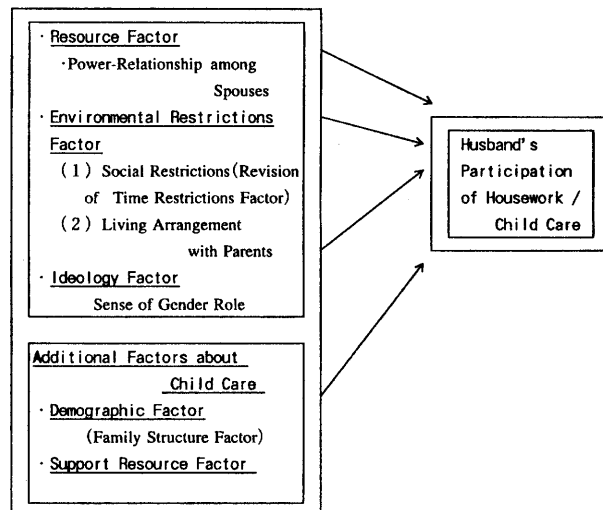 · Resource Factor
· Power-Relationship among
Spouses
· Environmental Restrictions
Factor
(1) Social Restrictions(Revision
of Time Restrictions Factor)
(2) Living Arrangement
with Parents
· Ideology Factor
Sense of Gender Role
Additional Factors about
Child Care
· Demographic Factor
(Family Structure Factor)
· Support Resource Factor
Husband's
Participation
of Housework /
Child Care